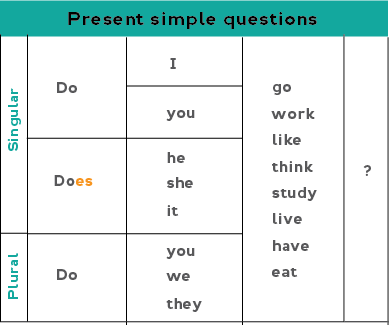 Present simple questions
Singular
Do
I
you
Does
he
she
it
Plural
Do
you
we
they
go
work
like
think
study
live
have
eat
?